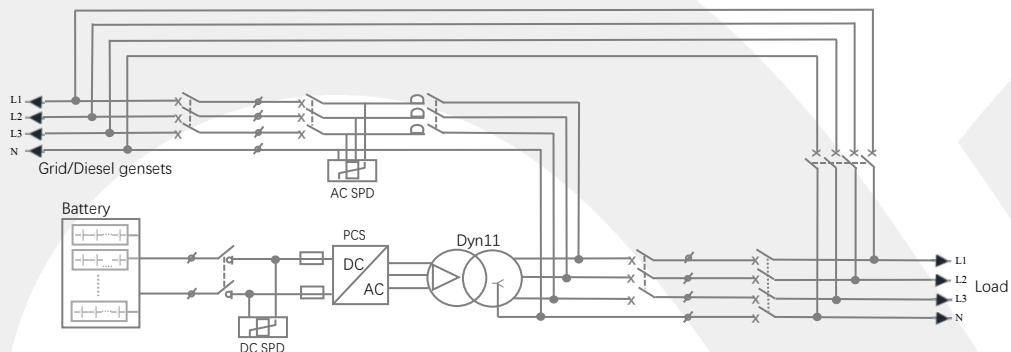 L1
L2
L3
N
Grid/Diesel gensets
AC SPD
Battery
PCS
DC
AC
Dyn11
DC SPD
L1
L2
L3
N
Load